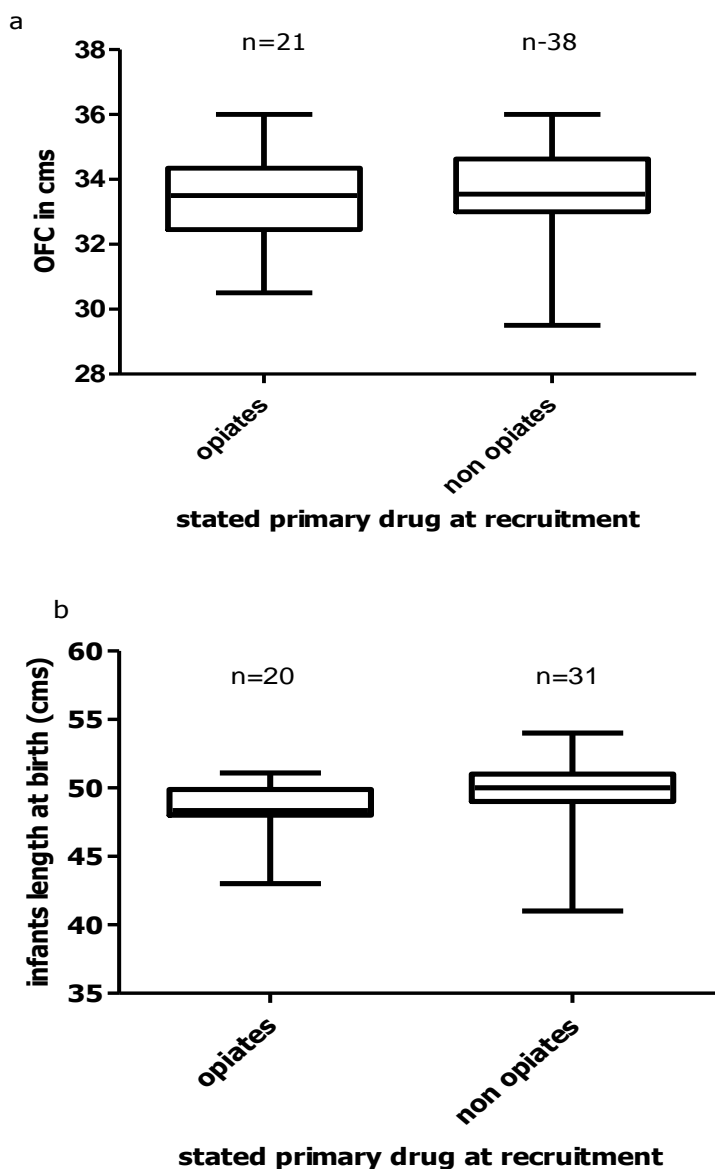 a
n=21
n-38
38
36
34
32
30
28
OFC in cms
opiates
non opiates
stated primary drug at recruitment
b
n=20
n=31
60
55
50
45
40
35
infants length at birth (cms)
opiates
non opiates
stated primary drug at recruitment